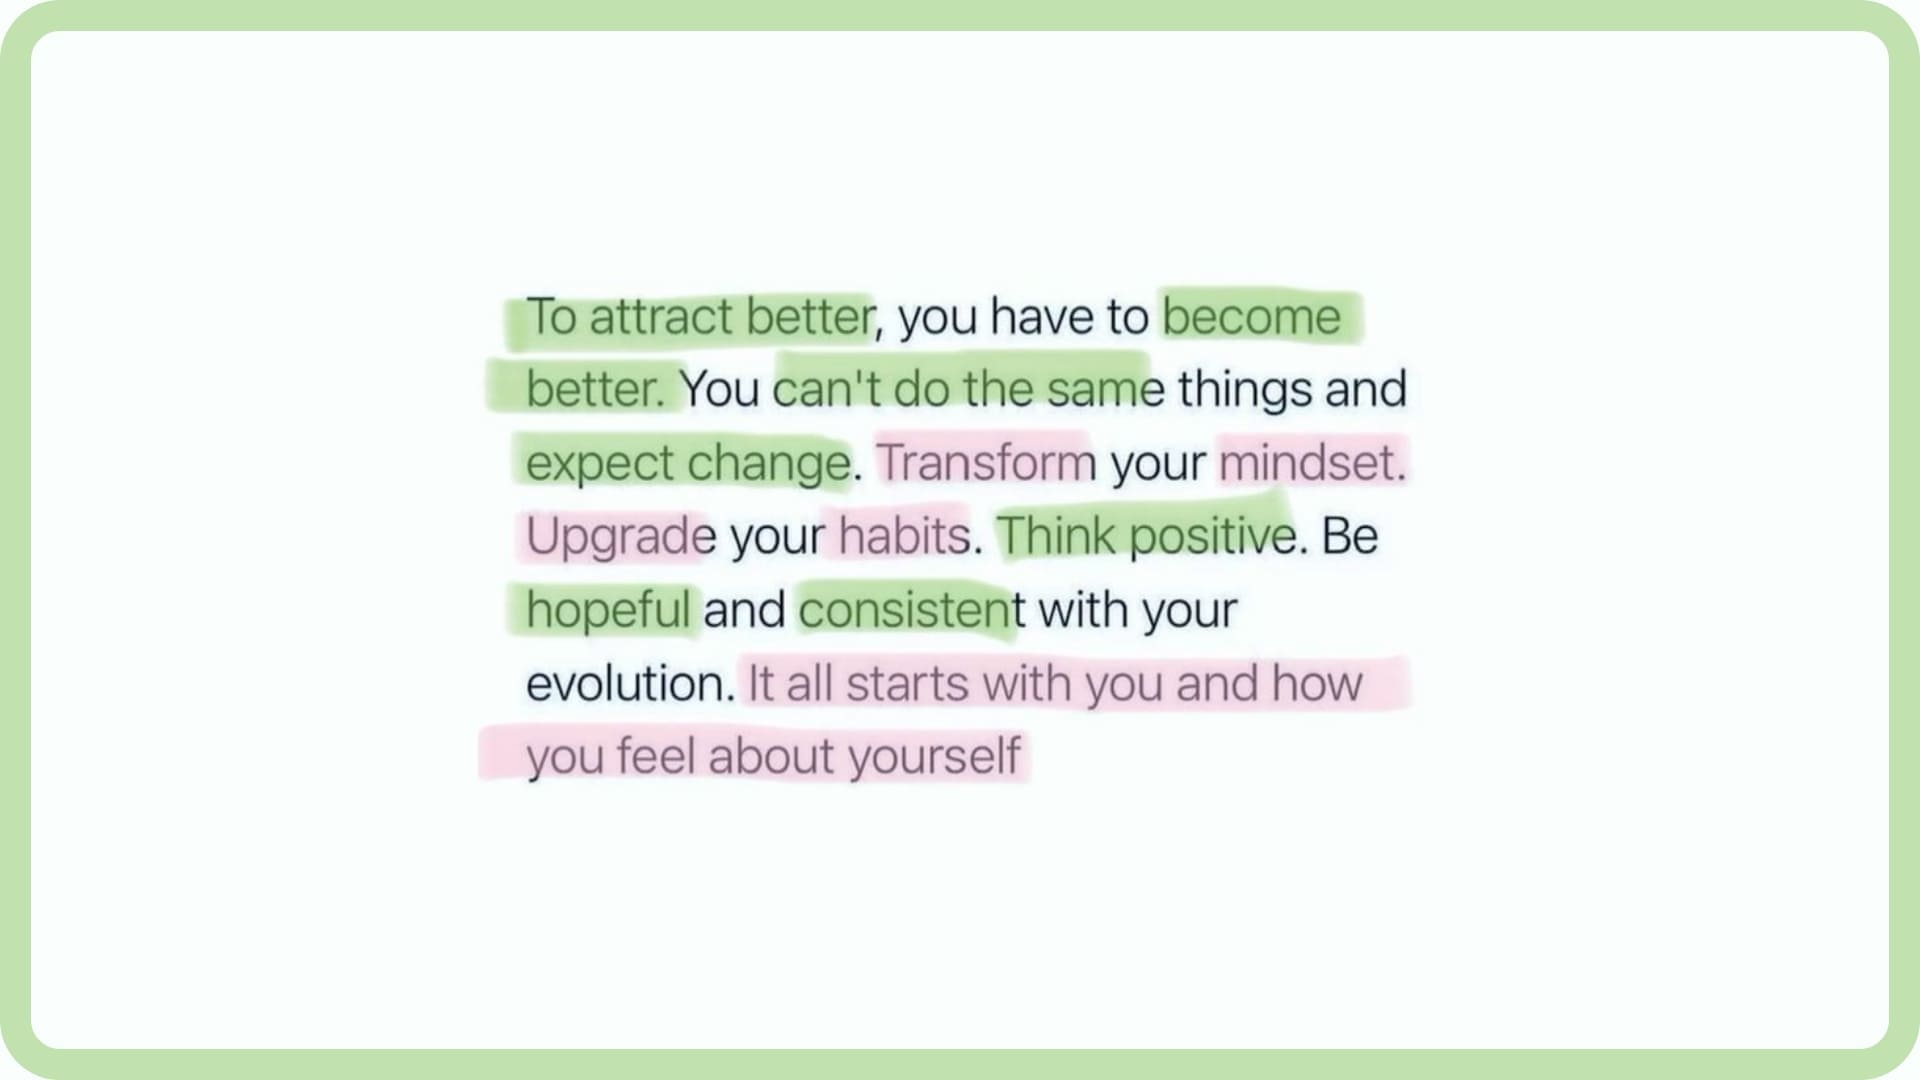 To attract better, you have to become
better. You can't do the same things and
expect change. Transform your mindset.
Upgrade your habits. Think positive. Be
hopeful and consistent with your
evolution. It all starts with you and how
you feel about yourself